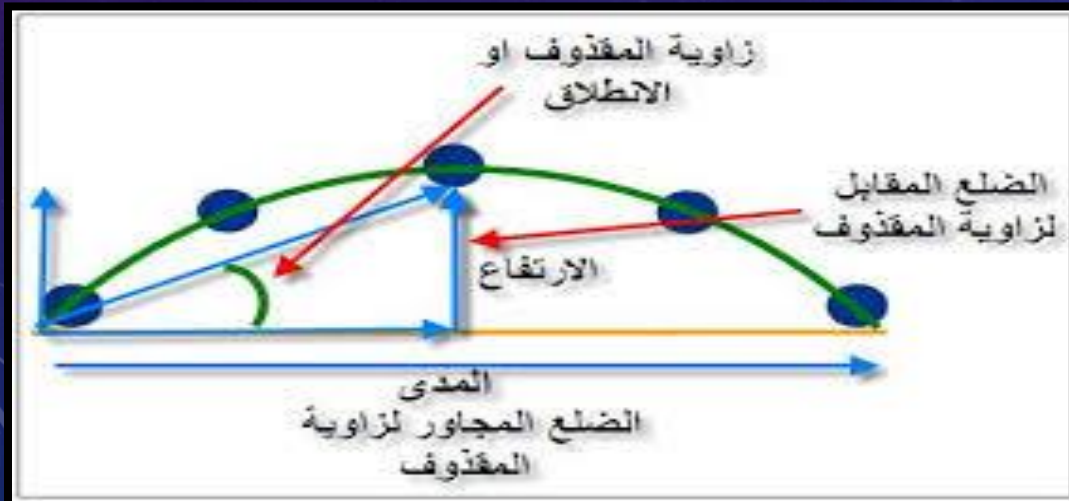 زاوية المقذوف او
الانطلاق
الضلع المقابل
لزاوية المقذوف
الارتفاع
المدى
الضلع المجاور لزاوية
المقذوف